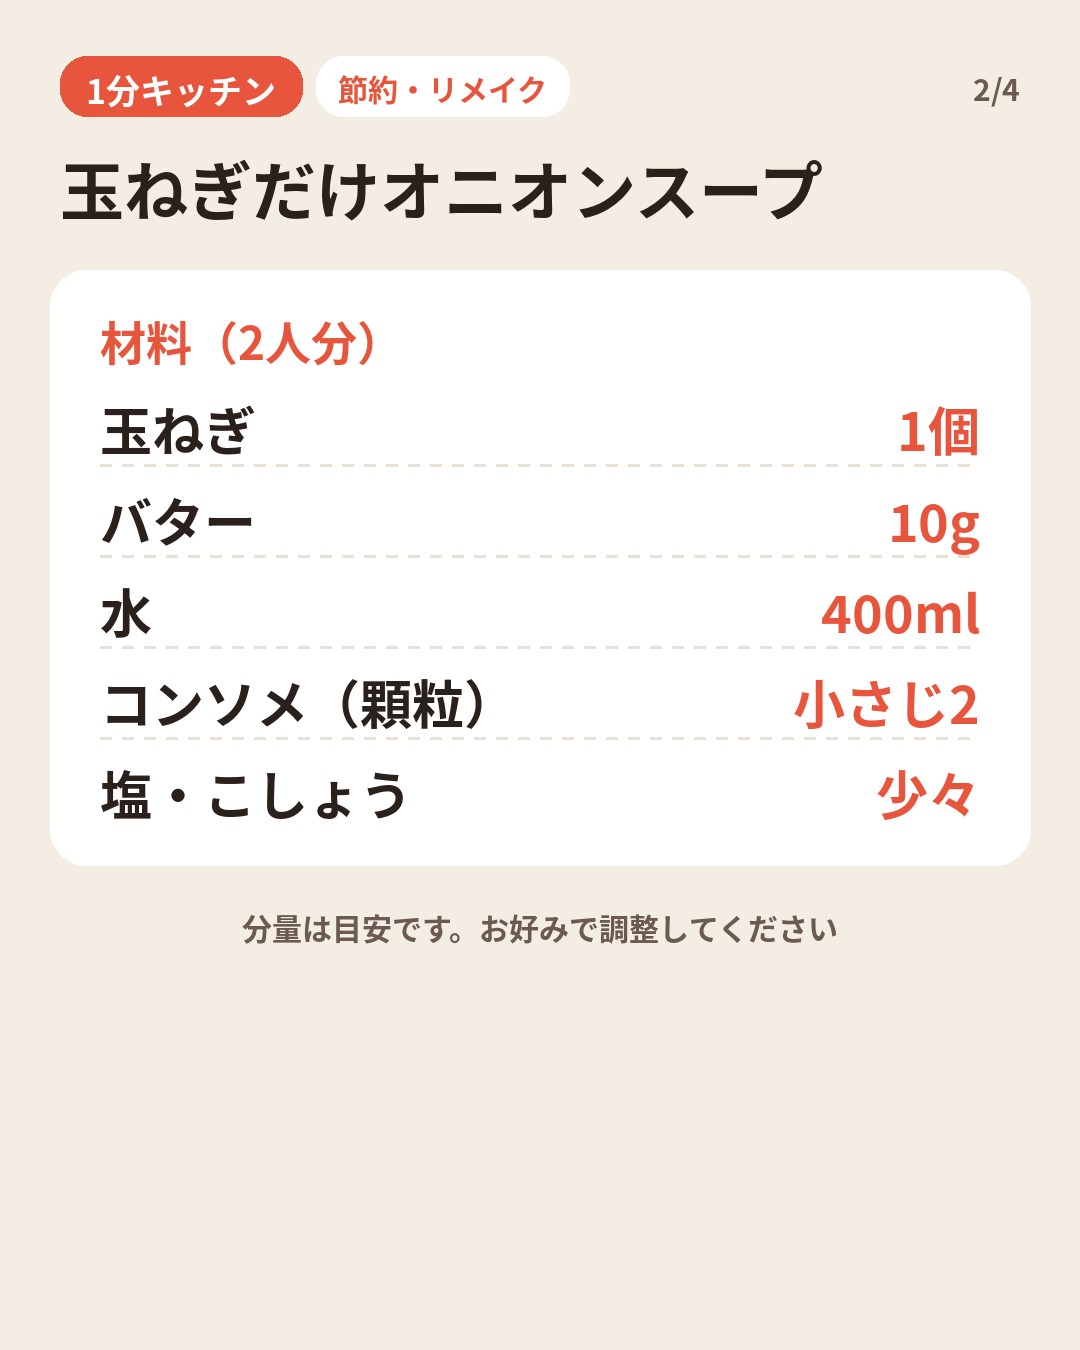 1分キッチン 節約・リメイク 2/4
玉ねぎだけオニオンスープ
材料（2人分）
玉ねぎ 1個
バター 10g
水 400ml
コンソメ（顆粒） 小さじ2
塩・こしょう 少々
分量は目安です。お好みで調整してください